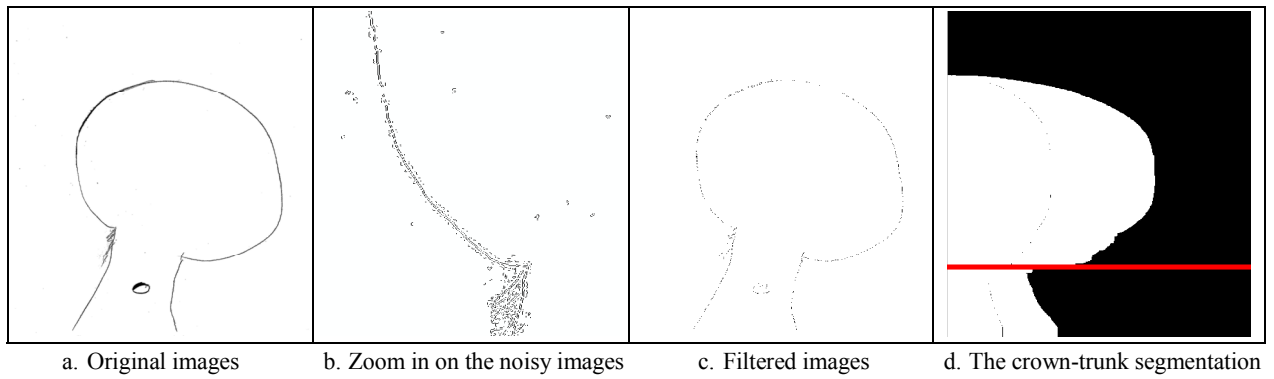 a. Original images
b. Zoom in on the noisy images
c. Filtered images
d. The crown-trunk segmentation